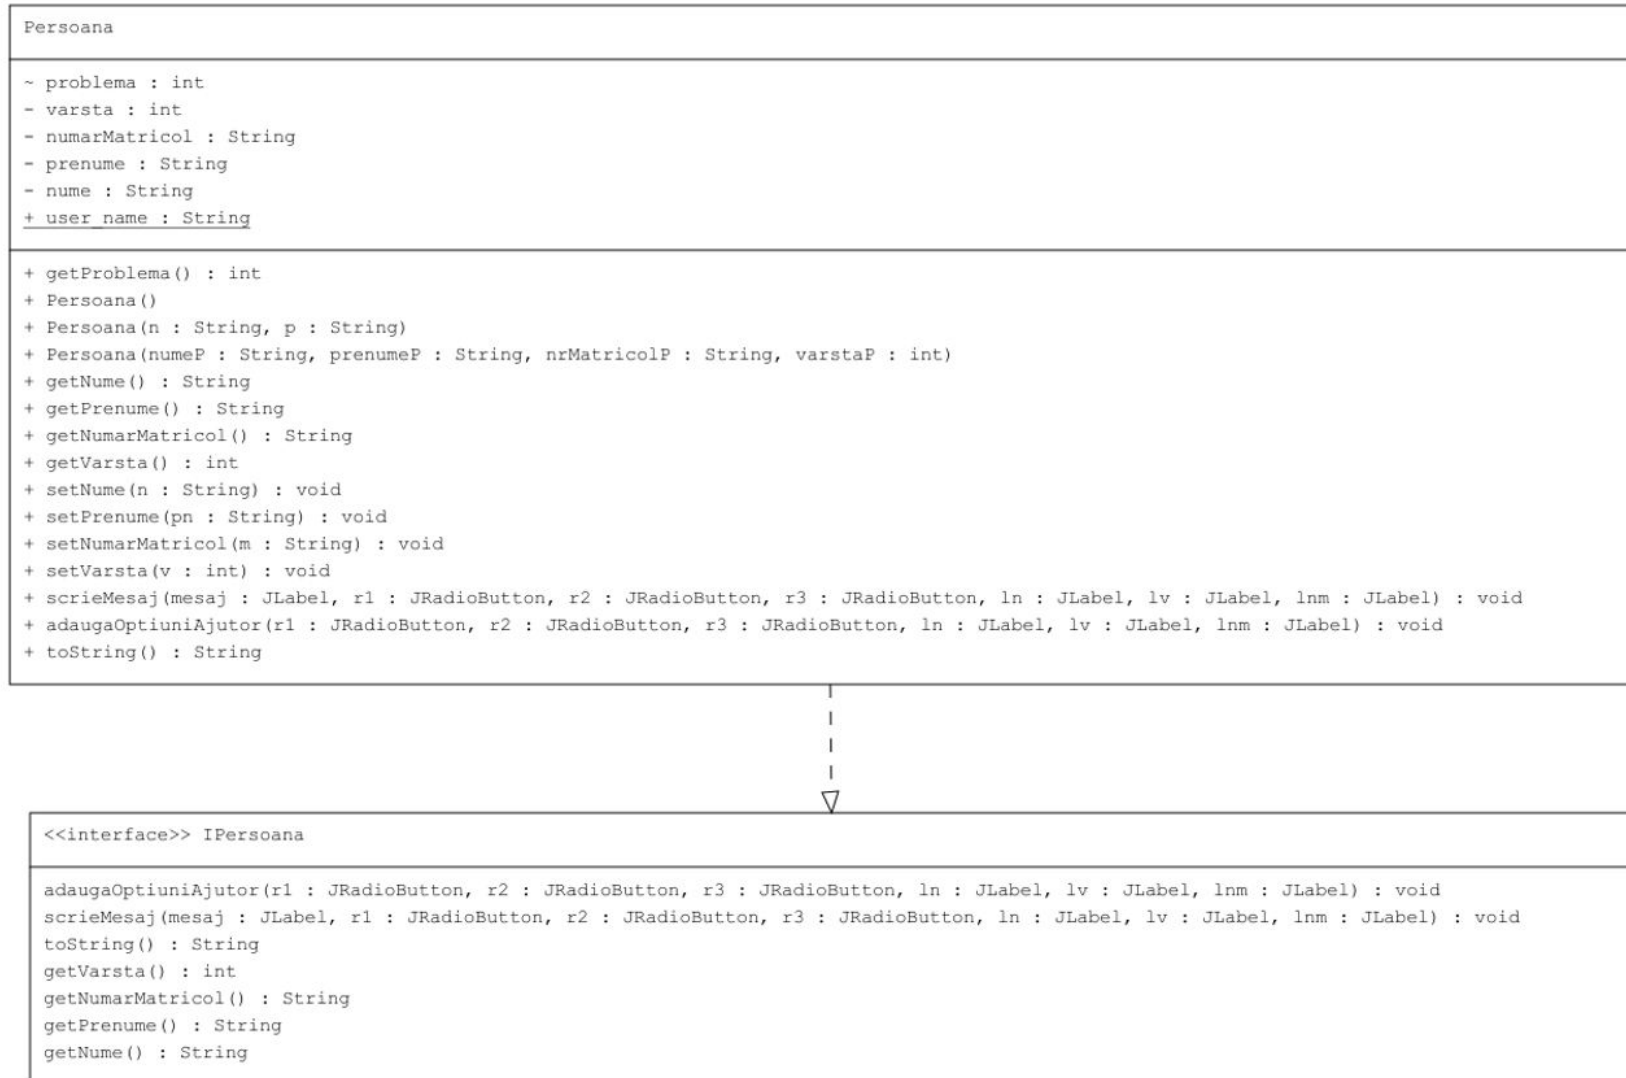 Persoana
~ problema : int
- varsta : int
- numarMatricol : String
- prenume : String
- nume : String
+ user_name : String
+ getProblema() : int
+ Persoana()
+ Persoana(n : String, p : String)
+ Persoana(numeP : String, prenumeP : String, nrMatricolP : String, varstaP : int)
+ getNume() : String
+ getPrenume() : String
+ getNumarMatricol() : String
+ getVarsta() : int
+ setNume(n : String) : void
+ setPrenume(pn : String) : void
+ setNumarMatricol(m : String) : void
+ setVarsta(v : int) : void
+ scrieMesaj(mesaj : JLabel, r1 : JRadioButton, r2 : JRadioButton, r3 : JRadioButton, ln : JLabel, lv : JLabel, lnm : JLabel) : void
+ adaugaOptiuniAjutor(r1 : JRadioButton, r2 : JRadioButton, r3 : JRadioButton, ln : JLabel, lv : JLabel, lnm : JLabel) : void
+ toString() : String
<<interface>> IPersoana
adaugaOptiuniAjutor(r1 : JRadioButton, r2 : JRadioButton, r3 : JRadioButton, ln : JLabel, lv : JLabel, lnm : JLabel) : void
scrieMesaj(mesaj : JLabel, r1 : JRadioButton, r2 : JRadioButton, r3 : JRadioButton, ln : JLabel, lv : JLabel, lnm : JLabel) : void
toString() : String
getVarsta() : int
getNumarMatricol() : String
getPrenume() : String
getNume() : String